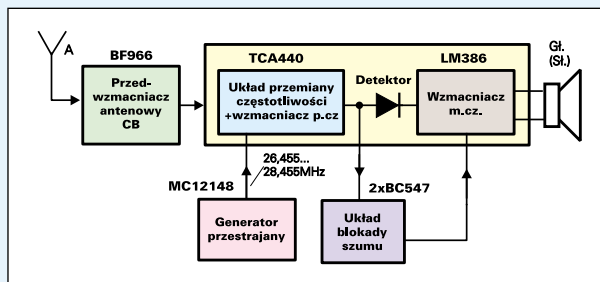 A
BF966
Przed-
wzmacniacz
antenowy
CB
TCA440
Układ przemiany
częstotliwości
+wzmacniacz p.cz
Detektor
LM386
Wzmacniacz
m.cz.
Gł.
(Sł.)
26,455...
28,455MHz
MC12148
Generator
przestrajany
2xBC547
Układ
blokady
szumu